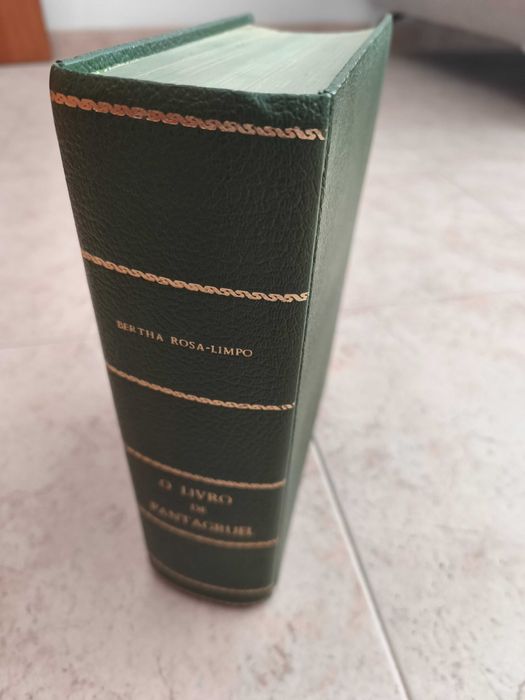 BERTHA ROSA-LIMPO
O LIVRO
DE
PANTAGRUEL